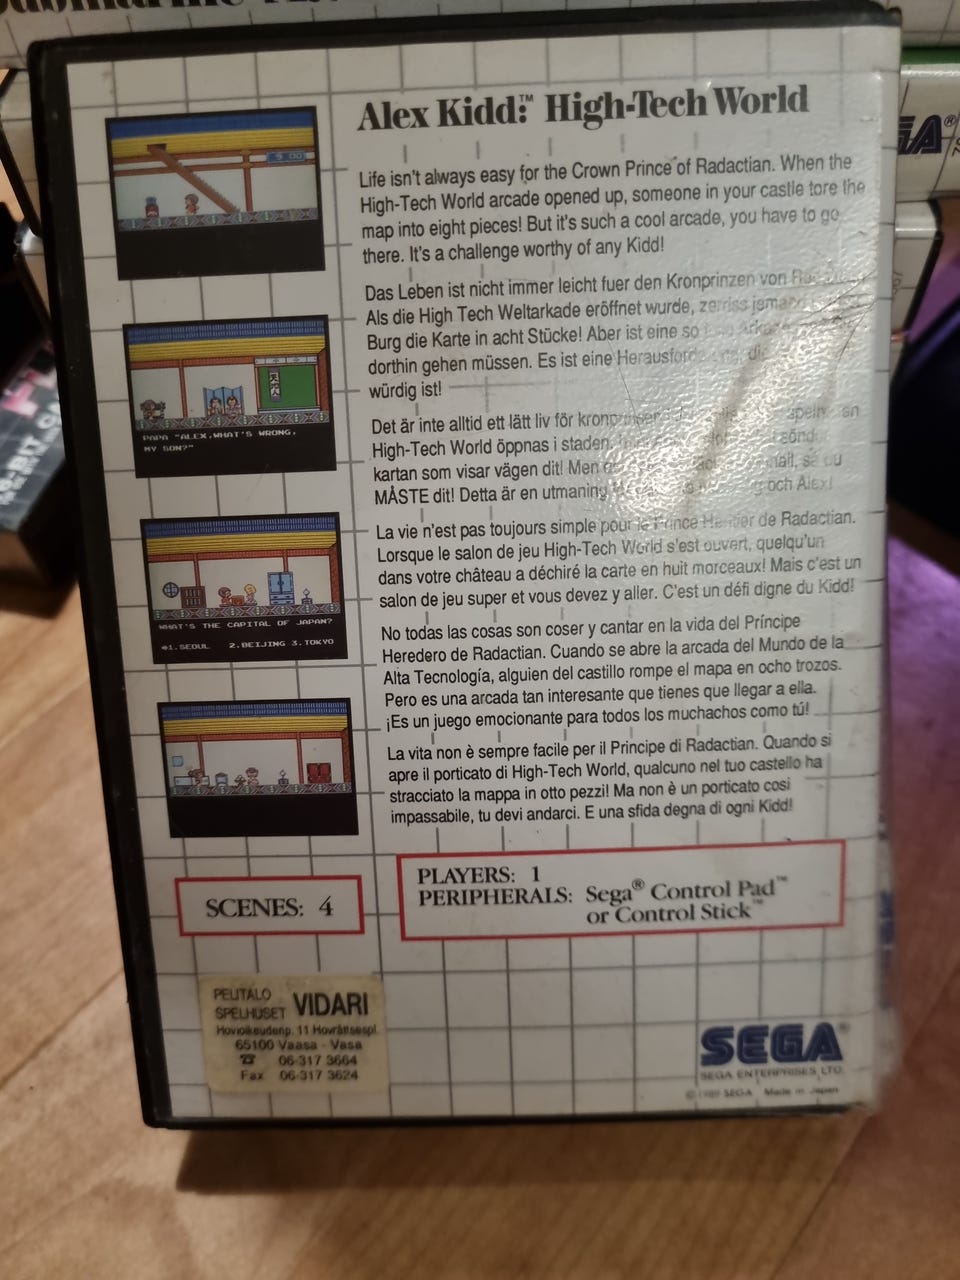 Alex Kidd:™ High-Tech World
Life isn't always easy for the Crown Prince of Radactian. When the
High-Tech World arcade opened up, someone in your castle tore the
map into eight pieces! But it's such a cool arcade, you have to go
there. It's a challenge worthy of any Kidd!
Das Leben ist nicht immer leicht fuer den Kronprinzen von
Als die High Tech Weltarkade eröffnet wurde, zerriss jemand
Burg die Karte in acht Stücke! Aber ist eine so
dorthin gehen müssen. Es ist eine
würdig ist!
Det är inte alltid ett lätt liv för
High-Tech World öppnas i staden,
kartan som visar vägen dit! Men
MÅSTE dit! Detta är en utmaning och Alex!
La vie n'est pas toujours simple pour le Prince Héritier de Radactian.
Lorsque le salon de jeu High-Tech World s'est ouvert, quelqu'un
dans votre château a déchiré la carte en huit morceaux! Mais c'est un
salon de jeu super et vous devez y aller. C'est un défi digne du Kidd!
No todas las cosas son coser y cantar en la vida del Príncipe
Heredero de Radactian. Cuando se abre la arcada del Mundo de la
Alta Tecnología, alguien del castillo rompe el mapa en ocho trozos.
Pero es una arcada tan interesante que tienes que llegar a ella.
¡Es un juego emocionante para todos los muchachos como tú!
La vita non è sempre facile per il Principe di Radactian. Quando si
apre il porticato di High-Tech World, qualcuno nel tuo castello ha
stracciato la mappa in otto pezzi! Ma non è un porticato cosi
impassabile, tu devi andarci. E una sfida degna di ogni Kidd!
PAPA "ALEX,WHAT'S WRONG,
MY SON?"
WHAT'S THE CAPITAL OF JAPAN?
1.SEOUL 2.BEIJING 3.TOKYO
SCENES: 4
PLAYERS: 1
PERIPHERALS: Sega® Control Pad™
or Control Stick™
PELITALO
SPELHUSET VIDARI
Hovioikeudenp. 11 Hovrättsespl.
65100 Vaasa - Vasa
☎ 06-317 3664
Fax 06-317 3624
SEGA®
SEGA ENTERPRISES LTD.
© 1989 SEGA Made in Japan